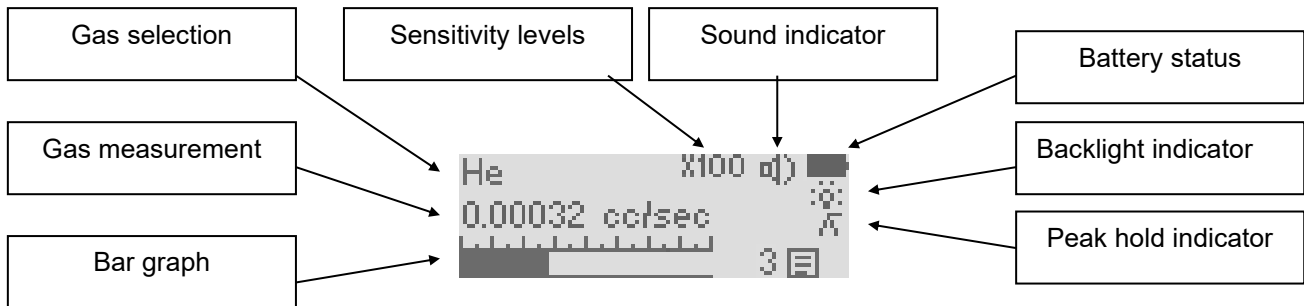 Gas selection
Sensitivity levels
Sound indicator
Battery status
Gas measurement
Backlight indicator
Bar graph
Peak hold indicator
He X100
0.00032 cc/sec
3